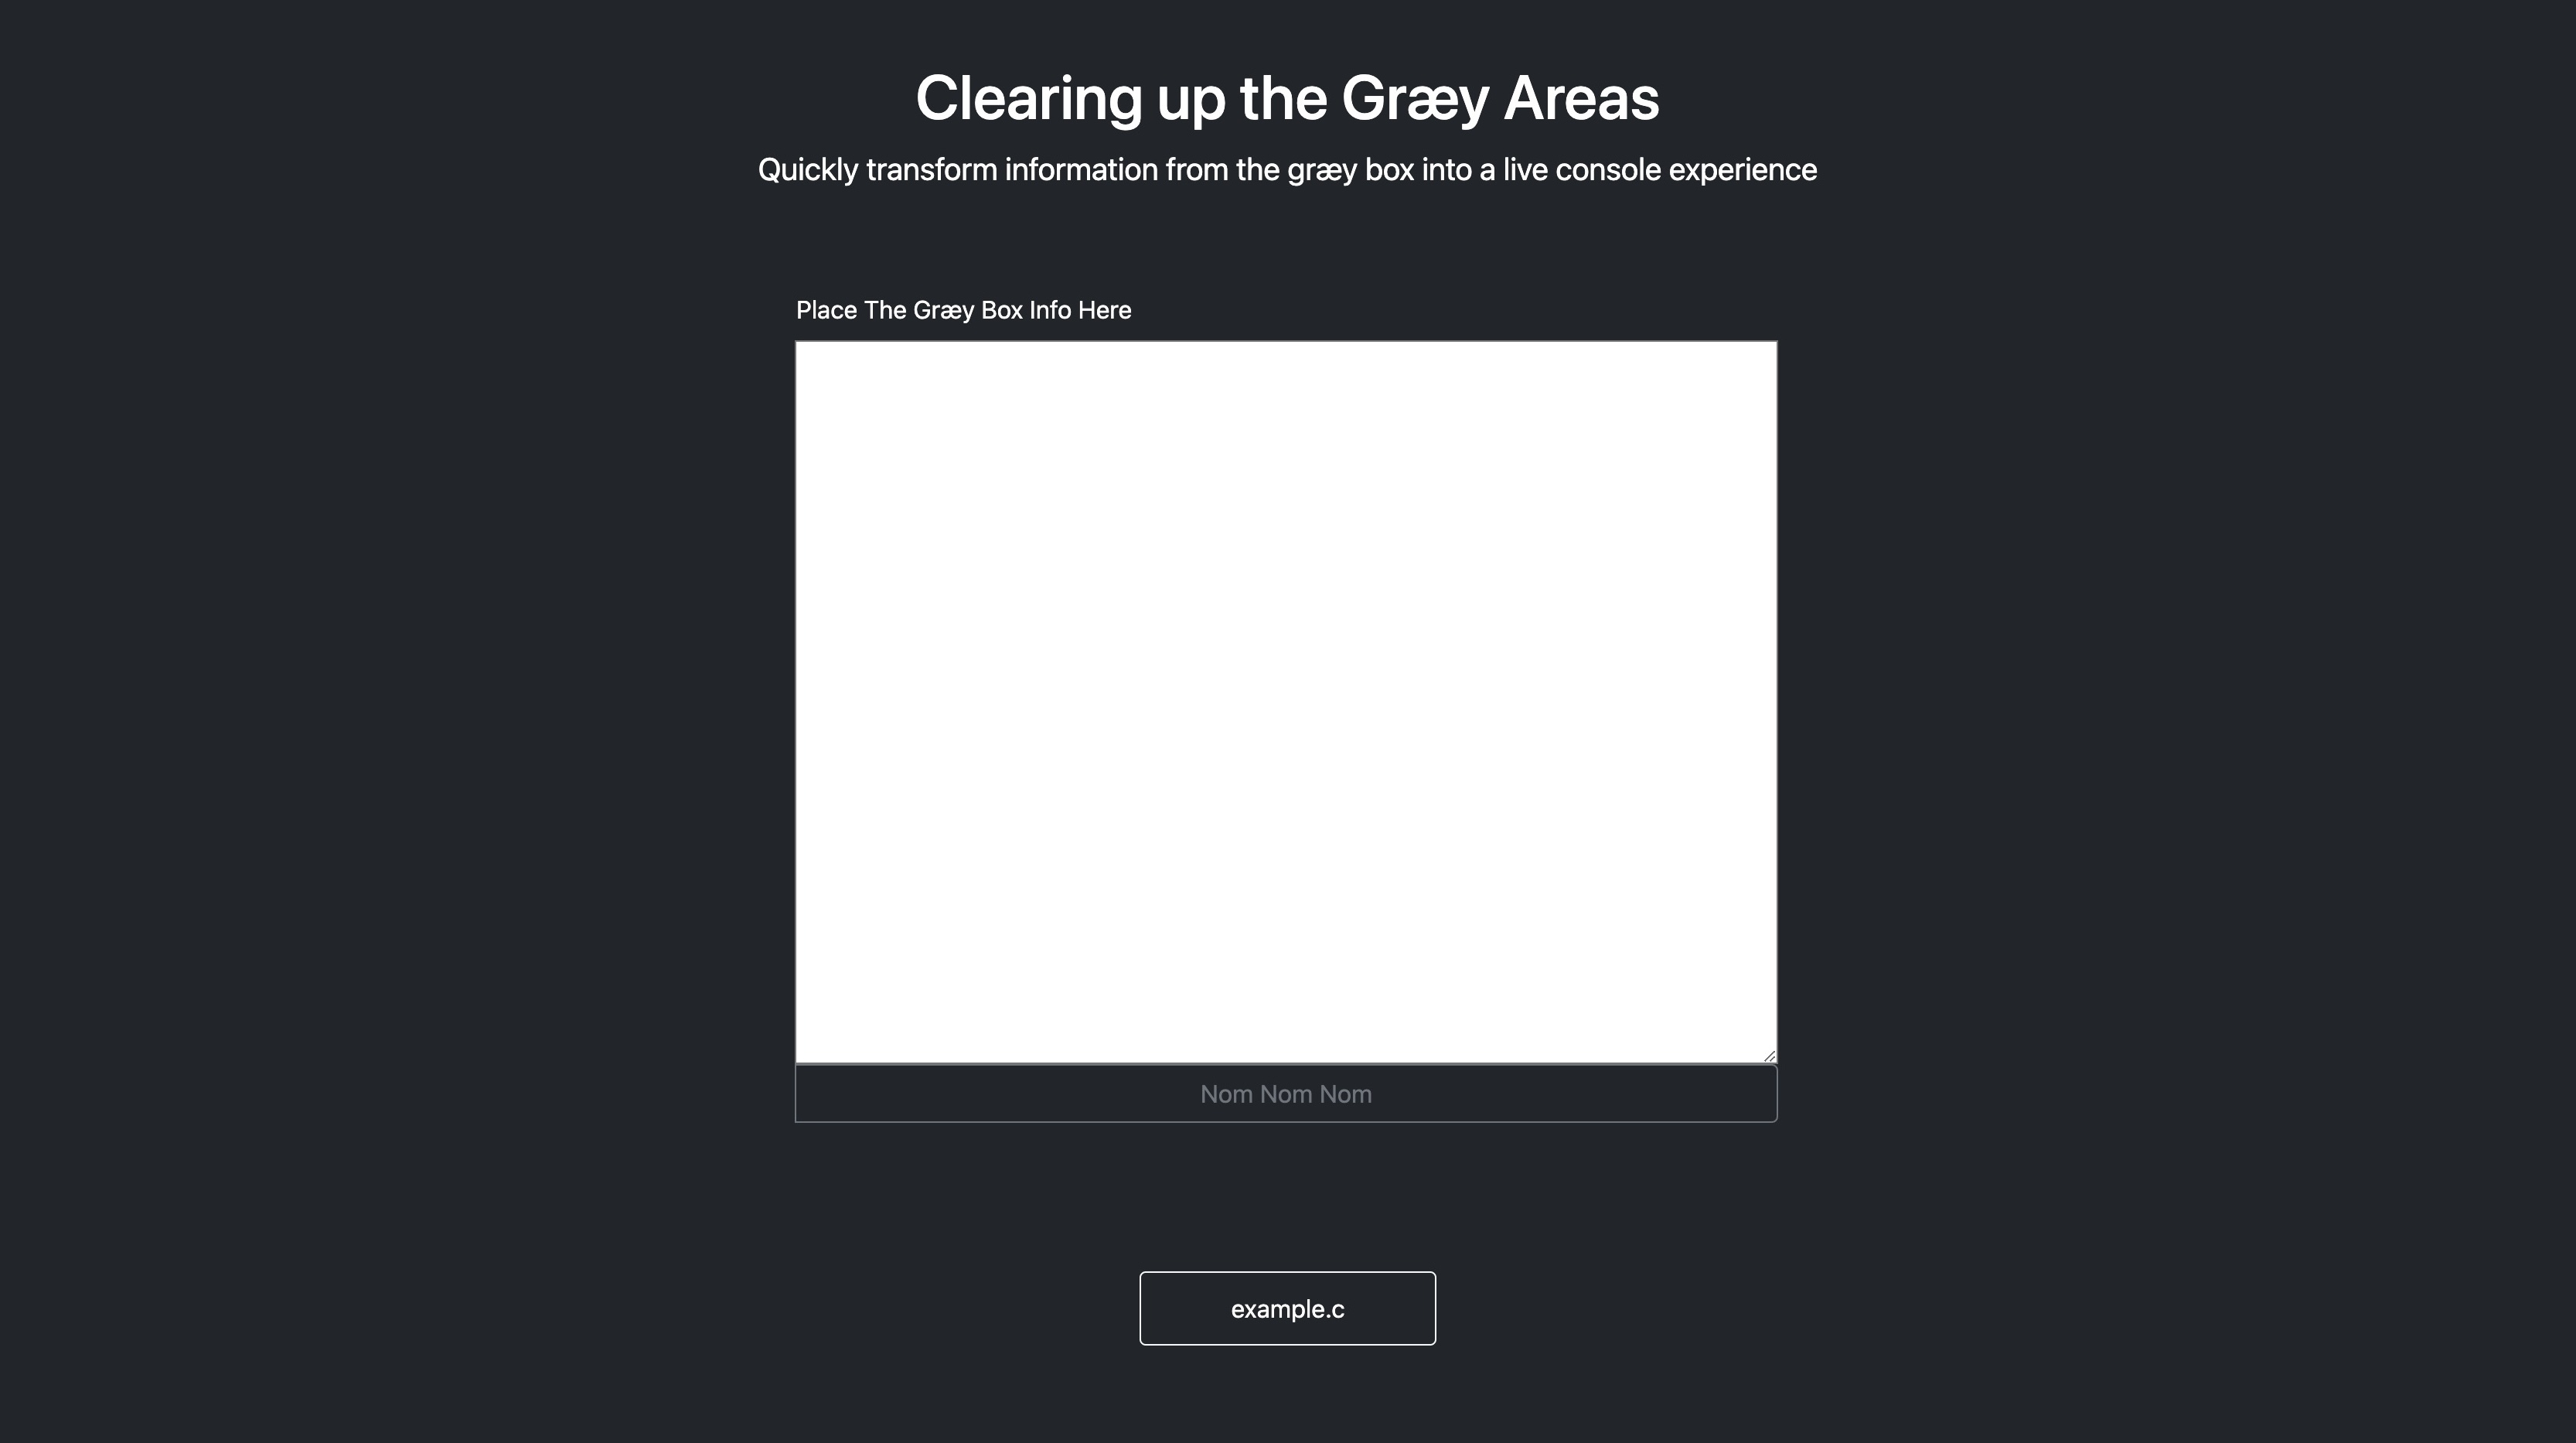 Clearing up the Græy Areas
Quickly transform information from the græy box into a live console experience
Place The Græy Box Info Here
Nom Nom Nom
example.c